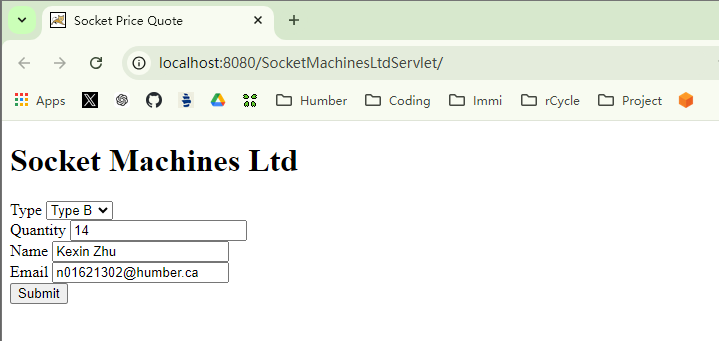 Socket Price Quote
localhost:8080/SocketMachinesLtdServlet/
Apps Humber Coding Immi rCycle Project
Socket Machines Ltd
Type Type B
Quantity 14
Name Kexin Zhu
Email n01621302@humber.ca
Submit